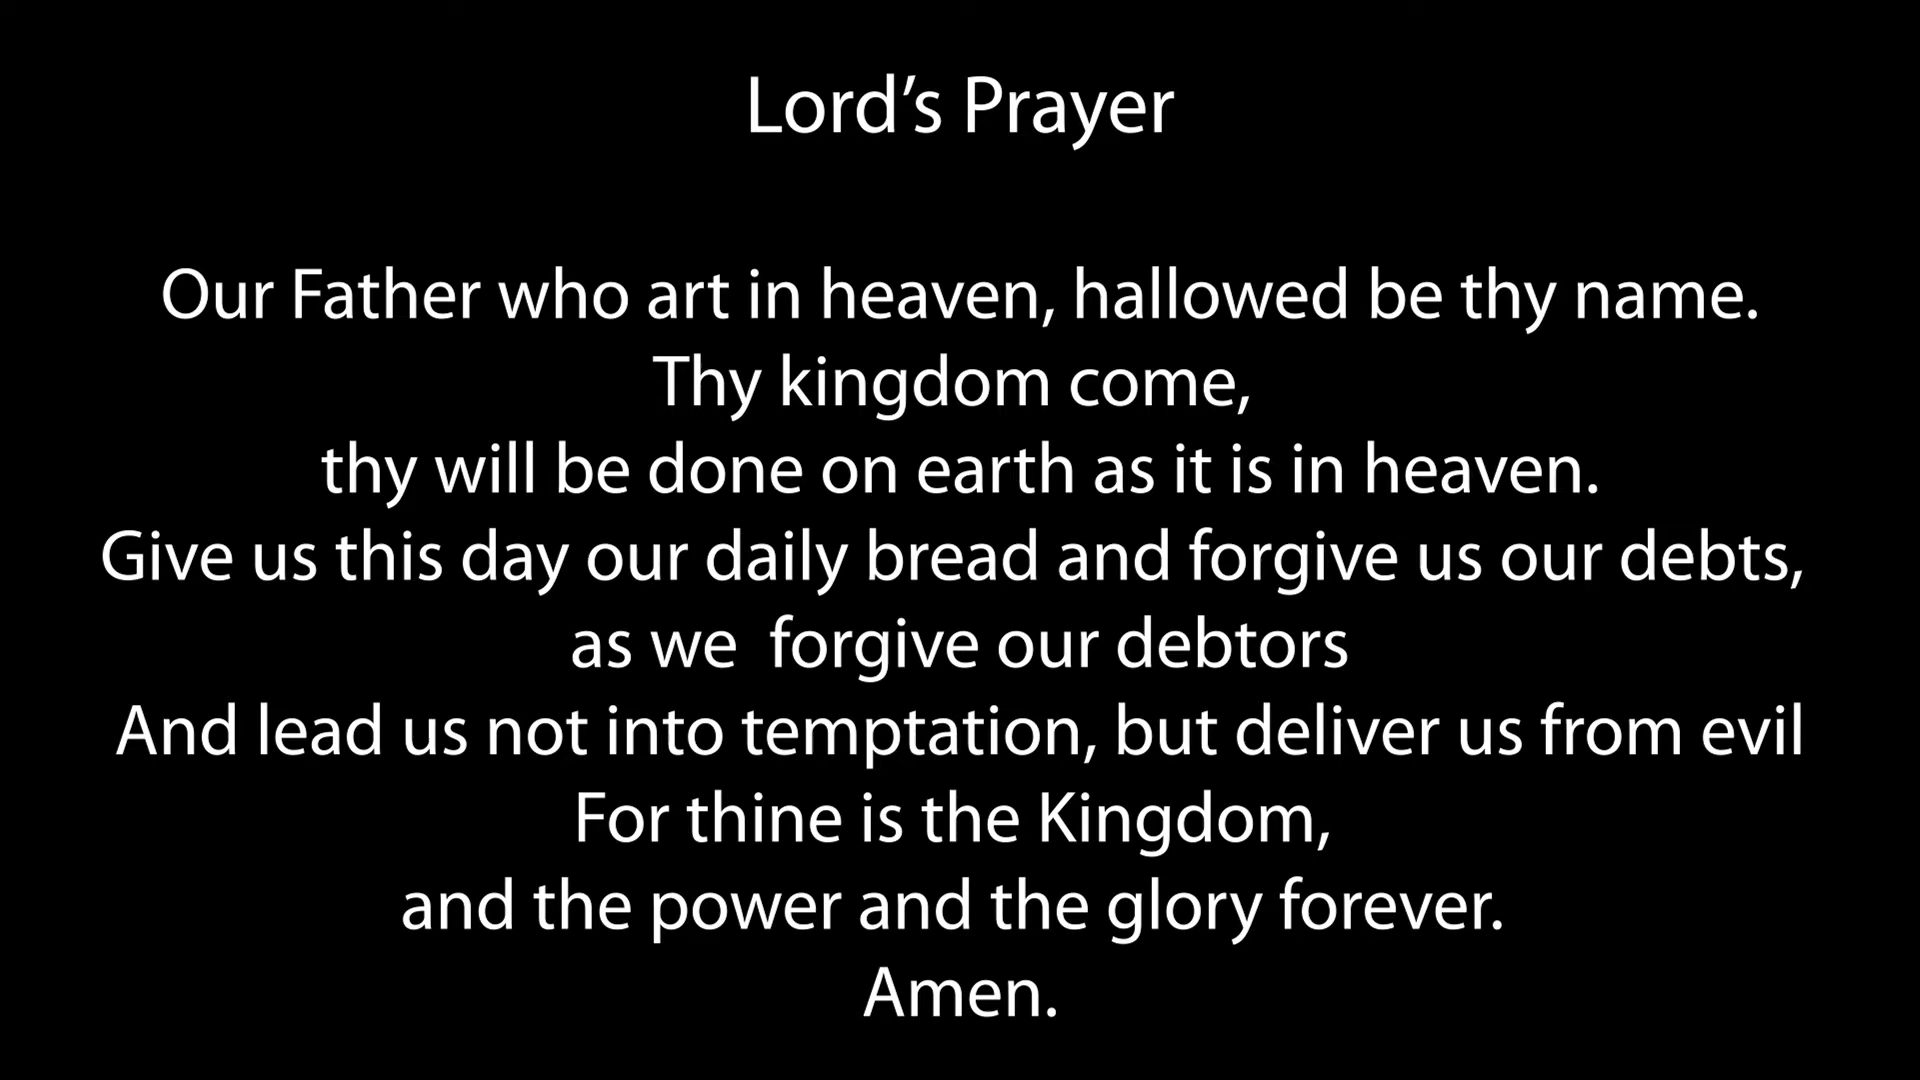 Lord’s Prayer
Our Father who art in heaven, hallowed be thy name.
Thy kingdom come,
thy will be done on earth as it is in heaven.
Give us this day our daily bread and forgive us our debts,
as we  forgive our debtors
And lead us not into temptation, but deliver us from evil
For thine is the Kingdom,
and the power and the glory forever.
Amen.